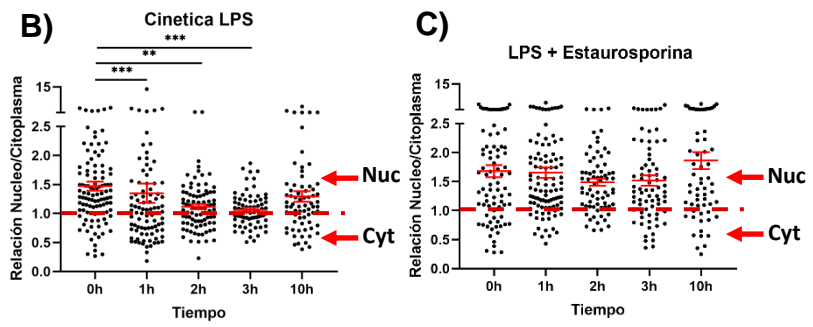 B)
Cinetica LPS
***
**
***
Relación Nucleo/Citoplasma
15
2.5
2.0
1.5
1.0
0.5
0.0
Nuc
Cyt
0h 1h 2h 3h 10h
Tiempo
C)
LPS + Estaurosporina
Relación Nucleo/Citoplasma
15
2.5
2.0
1.5
1.0
0.5
0.0
Nuc
Cyt
0h 1h 2h 3h 10h
Tiempo